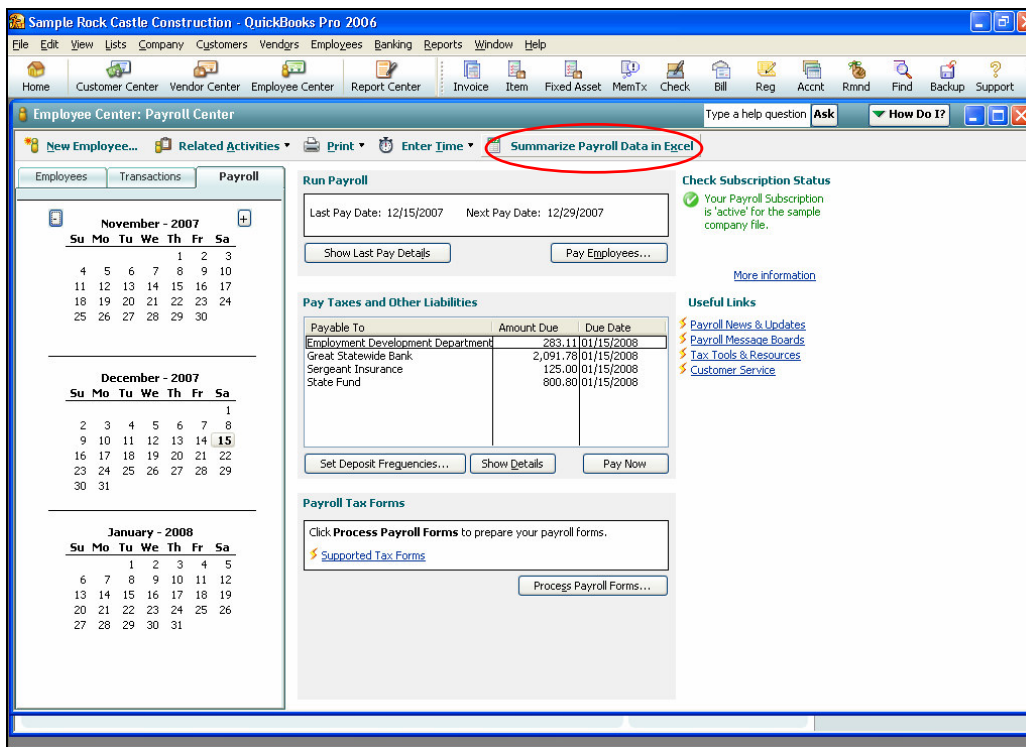 Sample Rock Castle Construction - QuickBooks Pro 2006
File Edit View Lists Company Customers Vendors Employees Banking Reports Window Help
Home Customer Center Vendor Center Employee Center Report Center Invoice Item Fixed Asset MemTx Check Bill Reg Accnt Rmnd Find Backup Support
Employee Center: Payroll Center Type a help question Ask How Do I?
New Employee... Related Activities Print Enter Time Summarize Payroll Data in Excel
Employees Transactions Payroll
November - 2007
Su Mo Tu We Th Fr Sa
1 2 3
4 5 6 7 8 9 10
11 12 13 14 15 16 17
18 19 20 21 22 23 24
25 26 27 28 29 30
December - 2007
Su Mo Tu We Th Fr Sa
1
2 3 4 5 6 7 8
9 10 11 12 13 14 15
16 17 18 19 20 21 22
23 24 25 26 27 28 29
30 31
January - 2008
Su Mo Tu We Th Fr Sa
1 2 3 4 5
6 7 8 9 10 11 12
13 14 15 16 17 18 19
20 21 22 23 24 25 26
27 28 29 30 31
Run Payroll
Last Pay Date: 12/15/2007 Next Pay Date: 12/29/2007
Show Last Pay Details Pay Employees...
Pay Taxes and Other Liabilities
Payable To Amount Due Due Date
Employment Development Department 283.11 01/15/2008
Great Statewide Bank 2,091.78 01/15/2008
Sergeant Insurance 125.00 01/15/2008
State Fund 800.80 01/15/2008
Set Deposit Frequencies... Show Details Pay Now
Payroll Tax Forms
Click Process Payroll Forms to prepare your payroll forms.
Supported Tax Forms
Process Payroll Forms...
Check Subscription Status
Your Payroll Subscription
is 'active' for the sample
company file.
More information
Useful Links
Payroll News & Updates
Payroll Message Boards
Tax Tools & Resources
Customer Service